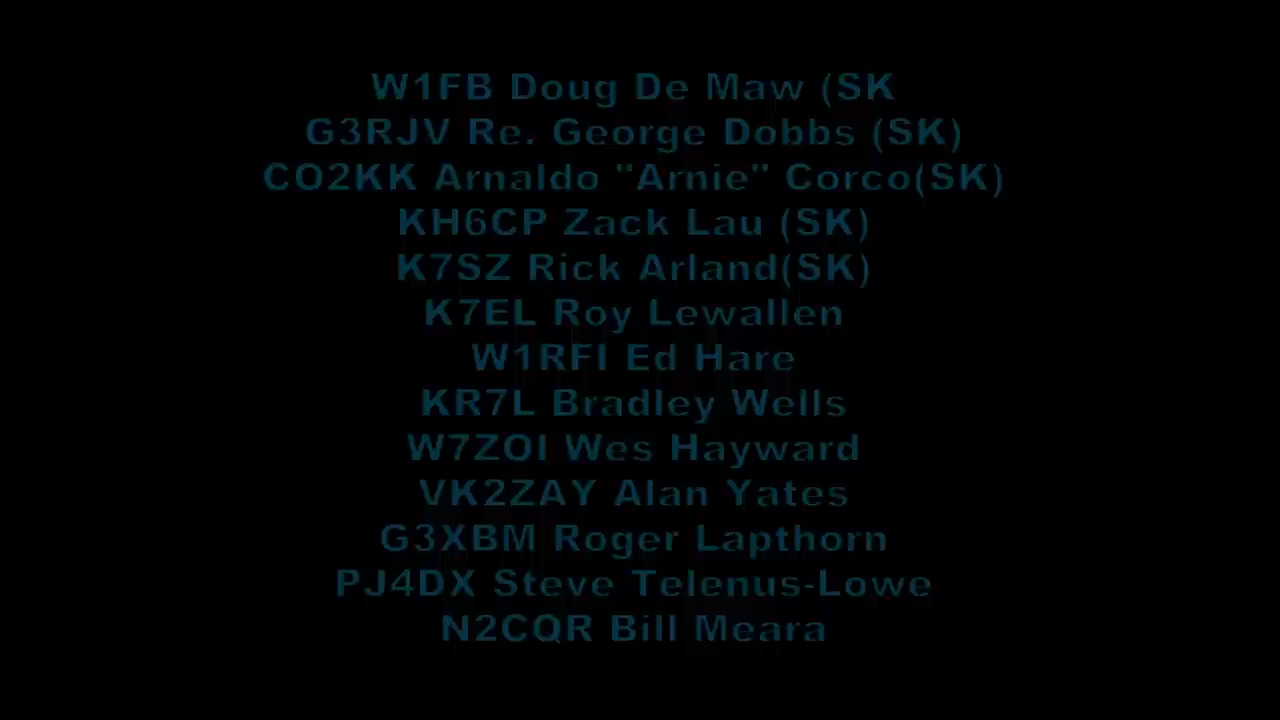 W1FB Doug De Maw (SK
G3RJV Re. George Dobbs (SK)
CO2KK Arnaldo "Arnie" Corco(SK)
KH6CP Zack Lau (SK)
K7SZ Rick Arland(SK)
K7EL Roy Lewallen
W1RFI Ed Hare
KR7L Bradley Wells
W7ZOI Wes Hayward
VK2ZAY Alan Yates
G3XBM Roger Lapthorn
PJ4DX Steve Telenus-Lowe
N2CQR Bill Meara